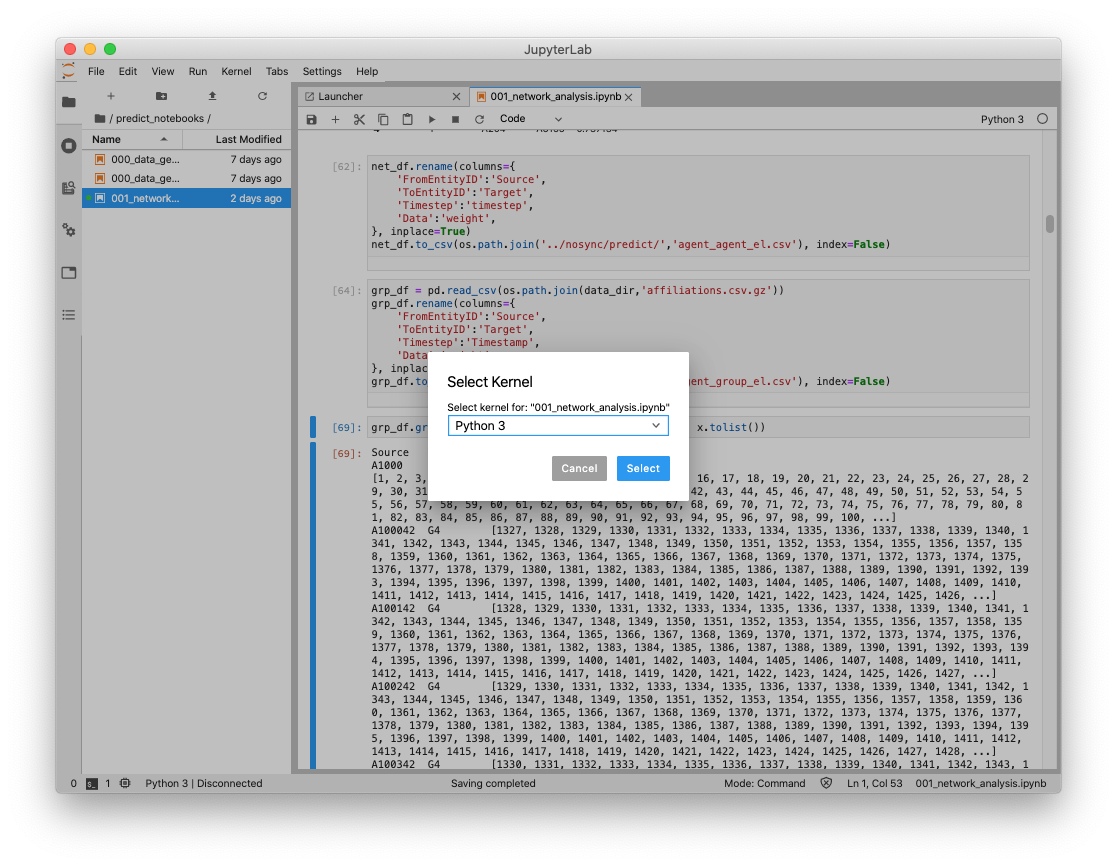 JupyterLab
File Edit View Run Kernel Tabs Settings Help
Launcher
001_network_analysis.ipynb
/ predict_notebooks /
Code
Python 3
Name Last Modified
000_data_ge... 7 days ago
000_data_ge... 7 days ago
001_network... 2 days ago
[62]:
net_df.rename(columns={
'FromEntityID':'Source',
'ToEntityID':'Target',
'Timestep':'timestep',
'Data':'weight',
}, inplace=True)
net_df.to_csv(os.path.join('../nosync/predict/','agent_agent_el.csv'), index=False)
[64]:
grp_df = pd.read_csv(os.path.join(data_dir,'affiliations.csv.gz'))
grp_df.rename(columns={
'FromEntityID':'Source',
'ToEntityID':'Target',
'Timestep':'Timestamp',
'Data
}, inplac
grp_df.to ent_group_el.csv'), index=False)
Select Kernel
Select kernel for: "001_network_analysis.ipynb"
Python 3
Cancel Select
[69]: grp_df.gr x.tolist())
[69]: Source
A1000
[1, 2, 3, 16, 17, 18, 19, 20, 21, 22, 23, 24, 25, 26, 27, 28, 2
9, 30, 31 42, 43, 44, 45, 46, 47, 48, 49, 50, 51, 52, 53, 54, 5
5, 56, 57, 58, 59, 60, 61, 62, 63, 64, 65, 66, 67, 68, 69, 70, 71, 72, 73, 74, 75, 76, 77, 78, 79, 80, 8
1, 82, 83, 84, 85, 86, 87, 88, 89, 90, 91, 92, 93, 94, 95, 96, 97, 98, 99, 100, ...]
A100042 G4 [1327, 1328, 1329, 1330, 1331, 1332, 1333, 1334, 1335, 1336, 1337, 1338, 1339, 1340, 1
341, 1342, 1343, 1344, 1345, 1346, 1347, 1348, 1349, 1350, 1351, 1352, 1353, 1354, 1355, 1356, 1357, 135
8, 1359, 1360, 1361, 1362, 1363, 1364, 1365, 1366, 1367, 1368, 1369, 1370, 1371, 1372, 1373, 1374, 1375,
1376, 1377, 1378, 1379, 1380, 1381, 1382, 1383, 1384, 1385, 1386, 1387, 1388, 1389, 1390, 1391, 1392, 139
3, 1394, 1395, 1396, 1397, 1398, 1399, 1400, 1401, 1402, 1403, 1404, 1405, 1406, 1407, 1408, 1409, 1410,
1411, 1412, 1413, 1414, 1415, 1416, 1417, 1418, 1419, 1420, 1421, 1422, 1423, 1424, 1425, 1426, ...]
A100142 G4 [1328, 1329, 1330, 1331, 1332, 1333, 1334, 1335, 1336, 1337, 1338, 1339, 1340, 1341, 1
342, 1343, 1344, 1345, 1346, 1347, 1348, 1349, 1350, 1351, 1352, 1353, 1354, 1355, 1356, 1357, 1358, 135
9, 1360, 1361, 1362, 1363, 1364, 1365, 1366, 1367, 1368, 1369, 1370, 1371, 1372, 1373, 1374, 1375, 1376,
1377, 1378, 1379, 1380, 1381, 1382, 1383, 1384, 1385, 1386, 1387, 1388, 1389, 1390, 1391, 1392, 1393, 139
4, 1395, 1396, 1397, 1398, 1399, 1400, 1401, 1402, 1403, 1404, 1405, 1406, 1407, 1408, 1409, 1410, 1411,
1412, 1413, 1414, 1415, 1416, 1417, 1418, 1419, 1420, 1421, 1422, 1423, 1424, 1425, 1426, 1427, ...]
A100242 G4 [1329, 1330, 1331, 1332, 1333, 1334, 1335, 1336, 1337, 1338, 1339, 1340, 1341, 1342, 1
343, 1344, 1345, 1346, 1347, 1348, 1349, 1350, 1351, 1352, 1353, 1354, 1355, 1356, 1357, 1358, 1359, 136
0, 1361, 1362, 1363, 1364, 1365, 1366, 1367, 1368, 1369, 1370, 1371, 1372, 1373, 1374, 1375, 1376, 1377,
1378, 1379, 1380, 1381, 1382, 1383, 1384, 1385, 1386, 1387, 1388, 1389, 1390, 1391, 1392, 1393, 1394, 139
5, 1396, 1397, 1398, 1399, 1400, 1401, 1402, 1403, 1404, 1405, 1406, 1407, 1408, 1409, 1410, 1411, 1412,
1413, 1414, 1415, 1416, 1417, 1418, 1419, 1420, 1421, 1422, 1423, 1424, 1425, 1426, 1427, 1428, ...]
A100342 G4 [1330, 1331, 1332, 1333, 1334, 1335, 1336, 1337, 1338, 1339, 1340, 1341, 1342, 1343, 1
0 1 Python 3 | Disconnected Saving completed Mode: Command Ln 1, Col 53 001_network_analysis.ipynb